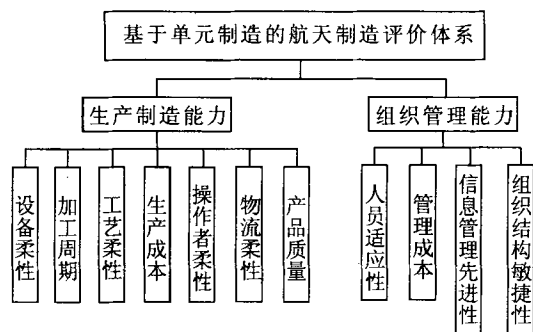 基于单元制造的航天制造评价体系
生产制造能力
组织管理能力
设备柔性
加工周期
工艺柔性
生产成本
操作者柔性
物流柔性
产品质量
人员适应性
管理成本
信息管理先进性
组织结构敏捷性